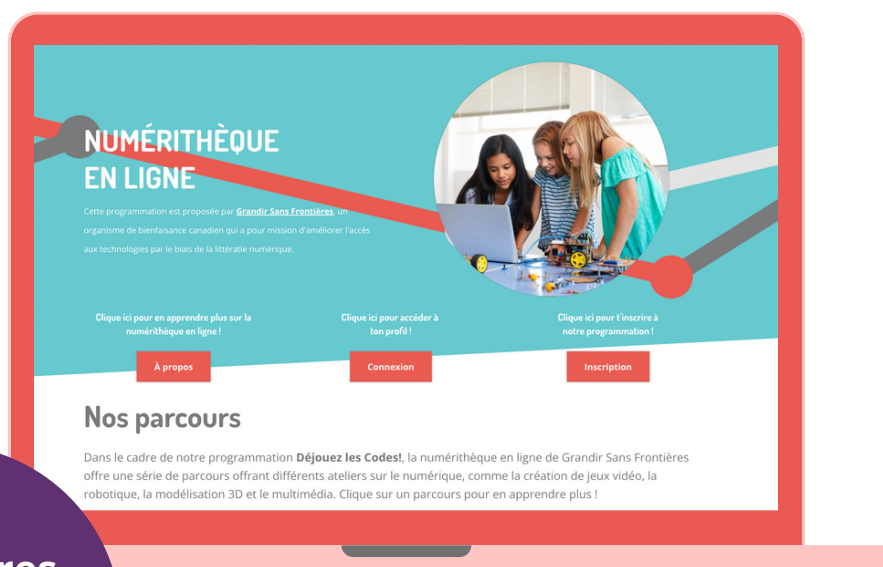 NUMÉRITHÈQUE
EN LIGNE
Cette programmation est proposée par Grandir Sans Frontières, un
organisme de bienfaisance canadien qui a pour mission d'améliorer l'accès
aux technologies par le biais de la littératie numérique.
Clique ici pour en apprendre plus sur la
numérithèque en ligne !
À propos
Clique ici pour accéder à
ton profil !
Connexion
Clique ici pour t'inscrire à
notre programmation !
Inscription
Nos parcours
Dans le cadre de notre programmation Déjouez les Codes!, la numérithèque en ligne de Grandir Sans Frontières
offre une série de parcours offrant différents ateliers sur le numérique, comme la création de jeux vidéo, la
robotique, la modélisation 3D et le multimédia. Clique sur un parcours pour en apprendre plus !